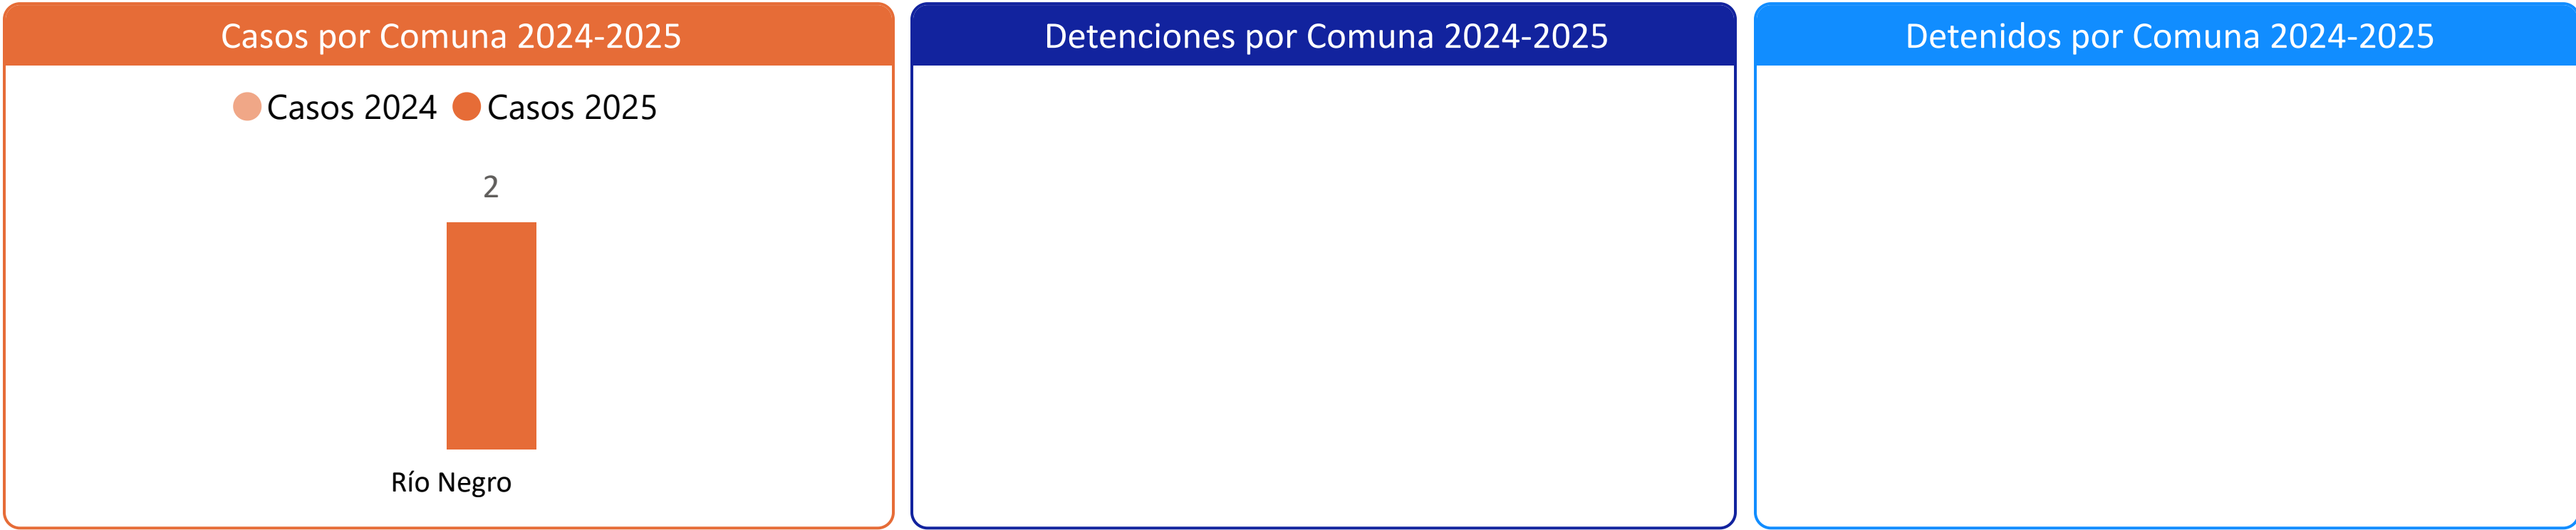 Casos por Comuna 2024-2025
Casos 2024 Casos 2025
2
Río Negro
Detenciones por Comuna 2024-2025
Detenidos por Comuna 2024-2025